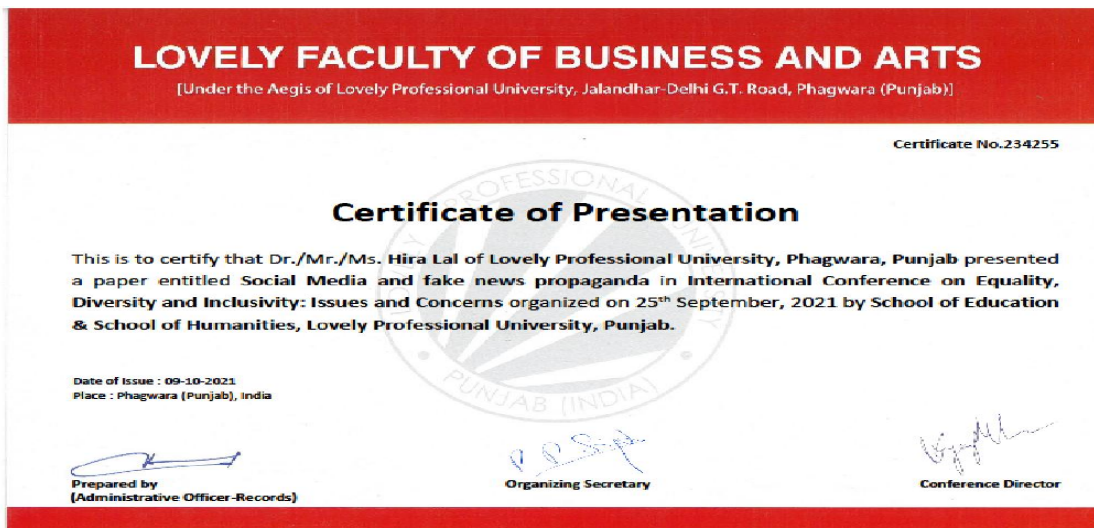 LOVELY FACULTY OF BUSINESS AND ARTS
[Under the Aegis of Lovely Professional University, Jalandhar-Delhi G.T. Road, Phagwara (Punjab)]
Certificate No.234255
LOVELY PROFESSIONAL UNIVERSITY
Certificate of Presentation
This is to certify that Dr./Mr./Ms. Hira Lal of Lovely Professional University, Phagwara, Punjab presented
a paper entitled Social Media and fake news propaganda in International Conference on Equality,
Diversity and Inclusivity: Issues and Concerns organized on 25th September, 2021 by School of Education
& School of Humanities, Lovely Professional University, Punjab.
PUNJAB (INDIA)
Date of Issue : 09-10-2021
Place : Phagwara (Punjab), India
Prepared by
(Administrative Officer-Records)
Organizing Secretary
Conference Director